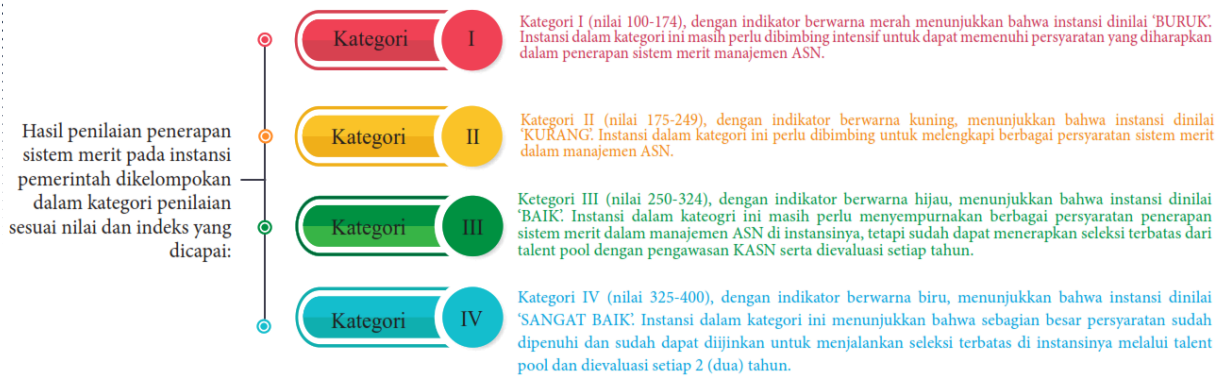 Hasil penilaian penerapan
sistem merit pada instansi
pemerintah dikelompokan
dalam kategori penilaian
sesuai nilai dan indeks yang
dicapai:
Kategori I
Kategori I (nilai 100-174), dengan indikator berwarna merah menunjukkan bahwa instansi dinilai ‘BURUK’.
Instansi dalam kategori ini masih perlu dibimbing intensif untuk dapat memenuhi persyaratan yang diharapkan
dalam penerapan sistem merit manajemen ASN.
Kategori II
Kategori II (nilai 175-249), dengan indikator berwarna kuning, menunjukkan bahwa instansi dinilai
‘KURANG’. Instansi dalam kategori ini perlu dibimbing untuk melengkapi berbagai persyaratan sistem merit
dalam manajemen ASN.
Kategori III
Ketegori III (nilai 250-324), dengan indikator berwarna hijau, menunjukkan bahwa instansi dinilai
‘BAIK’. Instansi dalam kateogri ini masih perlu menyempurnakan berbagai persyaratan penerapan
sistem merit dalam manajemen ASN di instansinya, tetapi sudah dapat menerapkan seleksi terbatas dari
talent pool dengan pengawasan KASN serta dievaluasi setiap tahun.
Kategori IV
Kategori IV (nilai 325-400), dengan indikator berwarna biru, menunjukkan bahwa instansi dinilai
‘SANGAT BAIK’. Instansi dalam kategori ini menunjukkan bahwa sebagian besar persyaratan sudah
dipenuhi dan sudah dapat diijinkan untuk menjalankan seleksi terbatas di instansinya melalui talent
pool dan dievaluasi setiap 2 (dua) tahun.